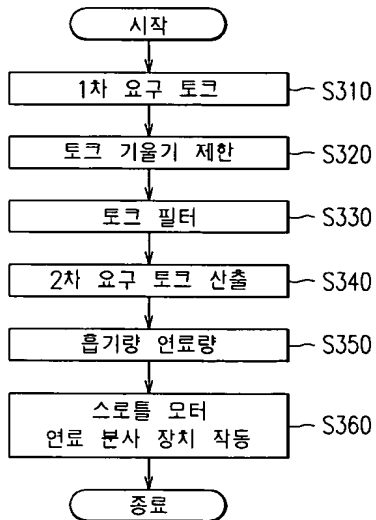 시작
1차 요구 토크 S310
토크 기울기 제한 S320
토크 필터 S330
2차 요구 토크 산출 S340
흡기량 연료량 S350
스로틀 모터
연료 분사 장치 작동 S360
종료